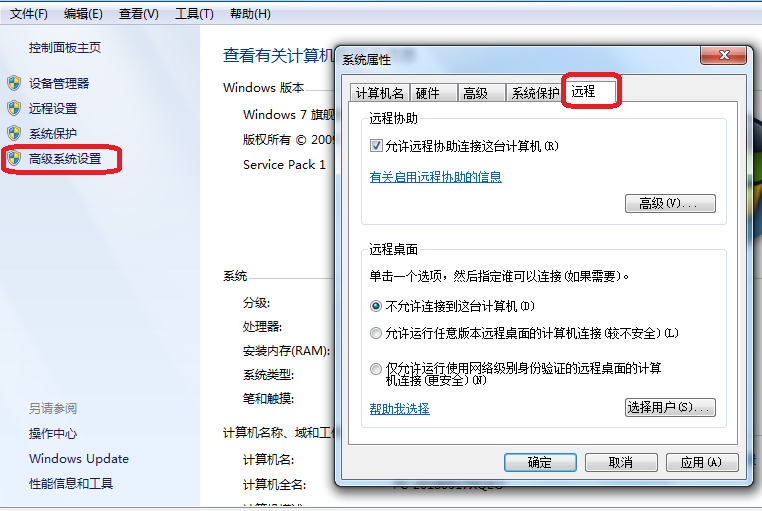 文件(F) 编辑(E) 查看(V) 工具(T) 帮助(H)
控制面板主页
设备管理器
远程设置
系统保护
高级系统设置
另请参阅
操作中心
Windows Update
性能信息和工具
查看有关计算机
Windows 版本
Windows 7 旗舰
版权所有 © 2009
Service Pack 1
系统
分级:
处理器:
安装内存(RAM):
系统类型:
笔和触摸:
计算机名称、域和工作
计算机名:
计算机全名:
系统属性
计算机名 硬件 高级 系统保护 远程
远程协助
允许远程协助连接这台计算机(R)
有关启用远程协助的信息
高级(V)...
远程桌面
单击一个选项，然后指定谁可以连接(如果需要)。
不允许连接到这台计算机(D)
允许运行任意版本远程桌面的计算机连接(较不安全)(L)
仅允许运行使用网络级别身份验证的远程桌面的计算
机连接(更安全)(N)
帮助我选择
选择用户(S)...
确定 取消 应用(A)